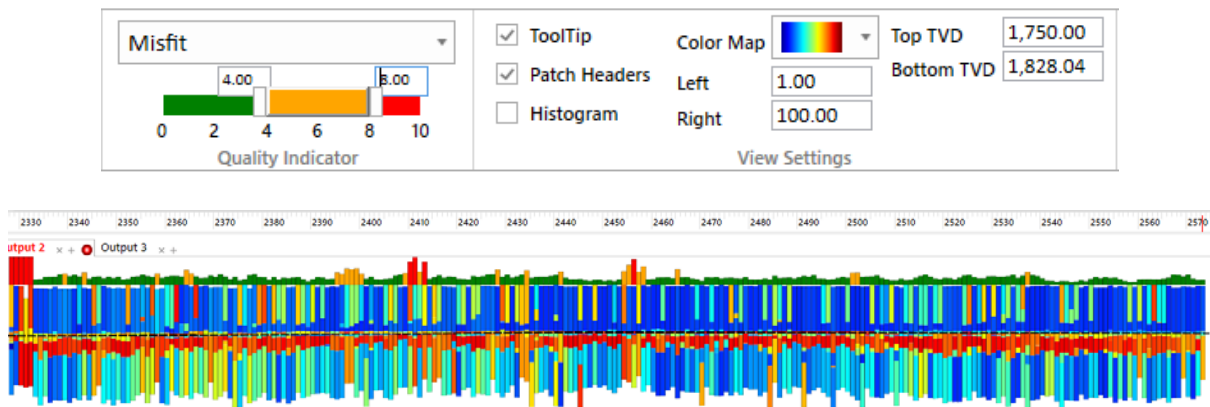 Misfit
4.00 8.00
0 2 4 6 8 10
Quality Indicator
ToolTip
Patch Headers
Histogram
Color Map
Left 1.00
Right 100.00
Top TVD 1,750.00
Bottom TVD 1,828.04
View Settings
2330 2340 2350 2360 2370 2380 2390 2400 2410 2420 2430 2440 2450 2460 2470 2480 2490 2500 2510 2520 2530 2540 2550 2560 2570
utput 2 × + Output 3 × +